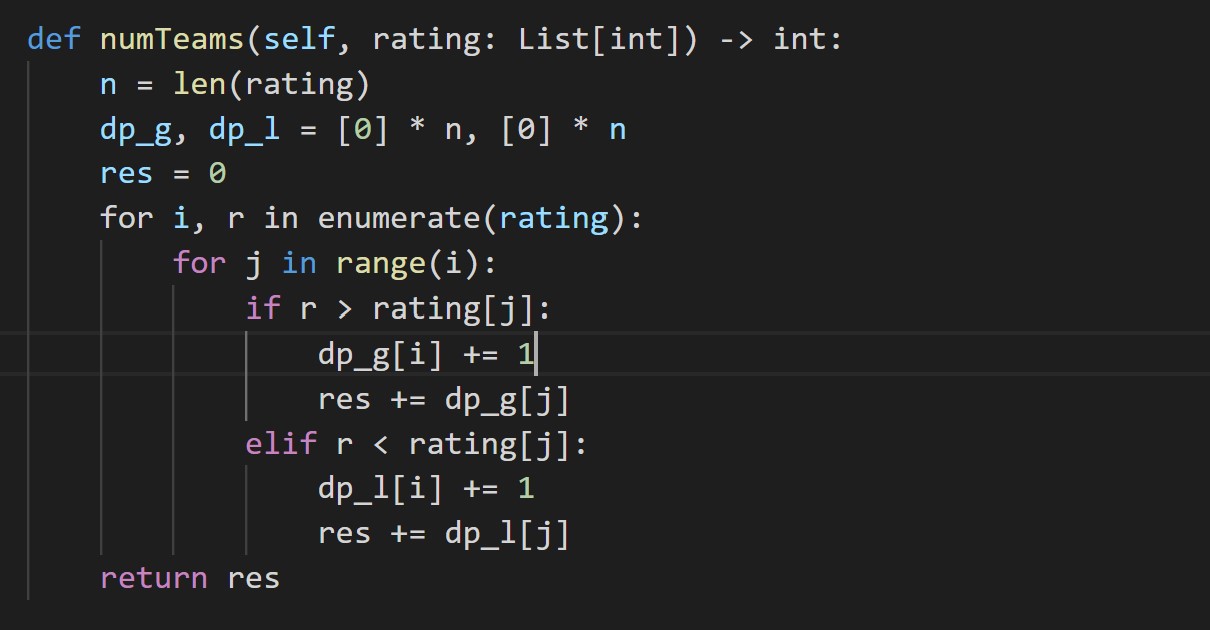 def numTeams(self, rating: List[int]) -> int:
    n = len(rating)
    dp_g, dp_l = [0] * n, [0] * n
    res = 0
    for i, r in enumerate(rating):
        for j in range(i):
            if r > rating[j]:
                dp_g[i] += 1
                res += dp_g[j]
            elif r < rating[j]:
                dp_l[i] += 1
                res += dp_l[j]
    return res